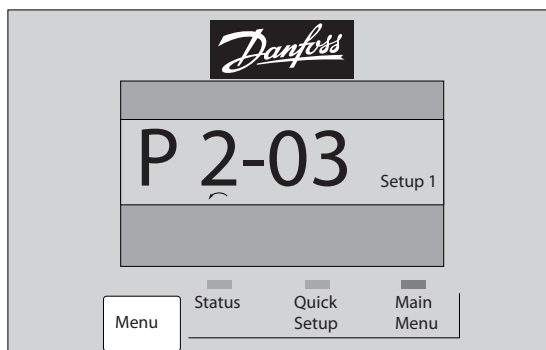 Danfoss
P 2-03 Setup 1
Menu
Status
Quick
Setup
Main
Menu